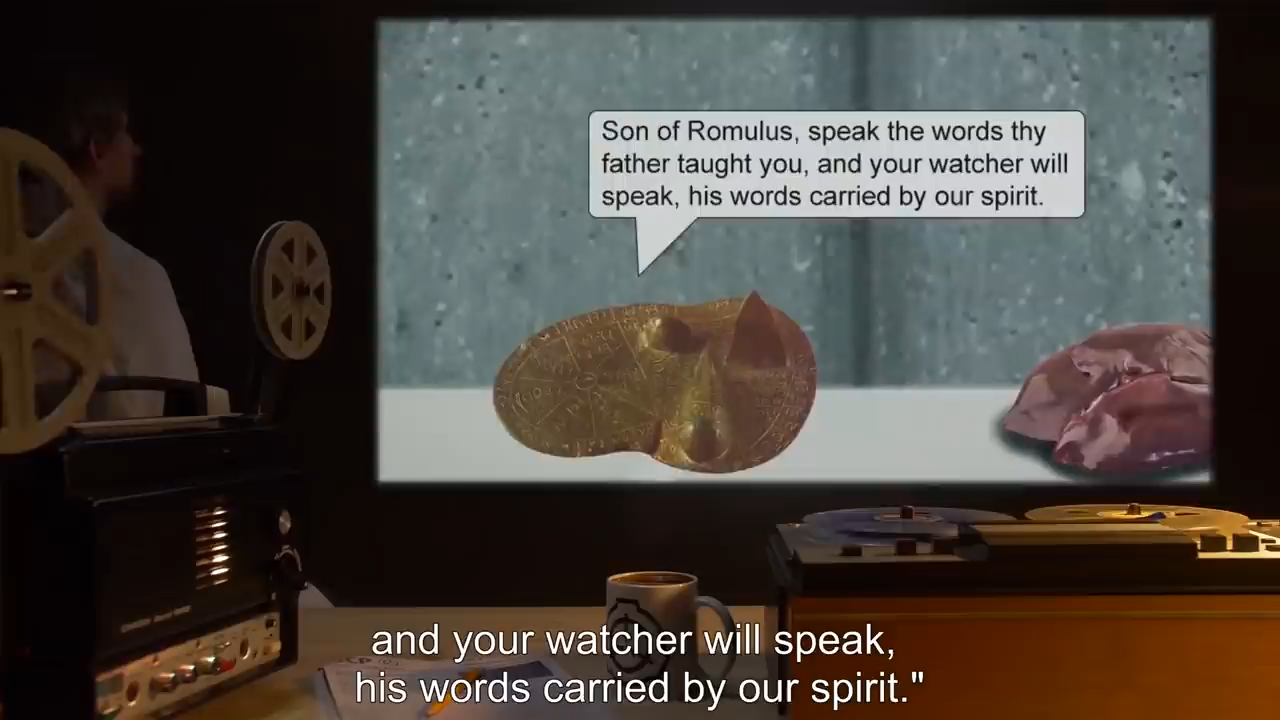 Son of Romulus, speak the words thy
father taught you, and your watcher will
speak, his words carried by our spirit.
and your watcher will speak,
his words carried by our spirit."